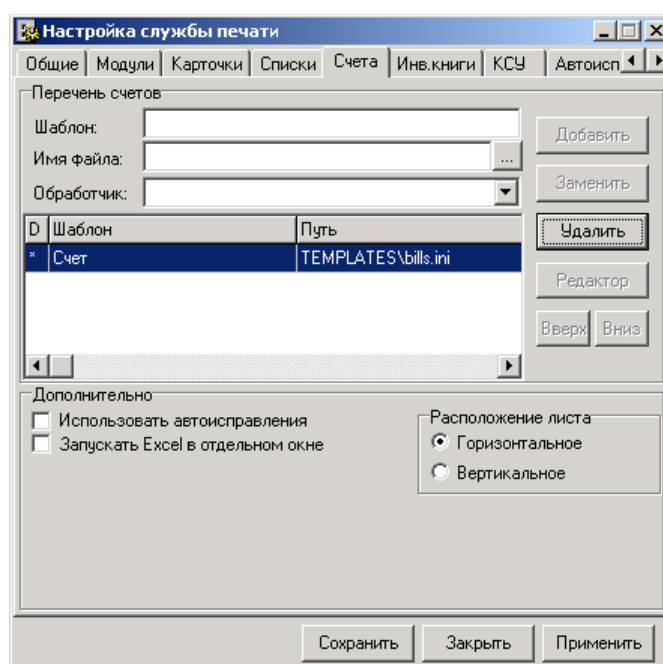 Настройка службы печати
Общие Модули Карточки Списки Счета Инв.книги КСУ Автоисп
Перечень счетов
Шаблон:
Добавить
Имя файла: ...
Заменить
Обработчик:
D Шаблон Путь
Удалить
* Счет TEMPLATES\bills.ini
Редактор
Вверх Вниз
Дополнительно
Использовать автоисправления
Запускать Excel в отдельном окне
Расположение листа
Горизонтальное
Вертикальное
Сохранить Закрыть Применить